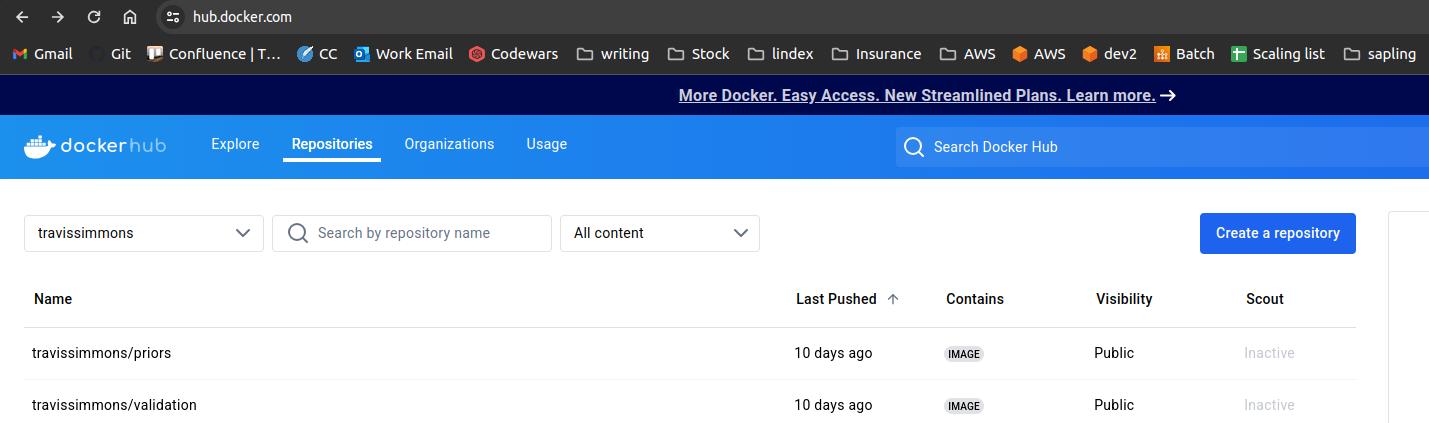 hub.docker.com
Gmail Git Confluence | T... CC Work Email Codewars writing Stock lindex Insurance AWS AWS dev2 Batch Scaling list sapling
More Docker. Easy Access. New Streamlined Plans. Learn more. →
dockerhub Explore Repositories Organizations Usage Search Docker Hub
travissimmons Search by repository name All content Create a repository
Name Last Pushed ↑ Contains Visibility Scout
travissimmons/priors 10 days ago IMAGE Public Inactive
travissimmons/validation 10 days ago IMAGE Public Inactive